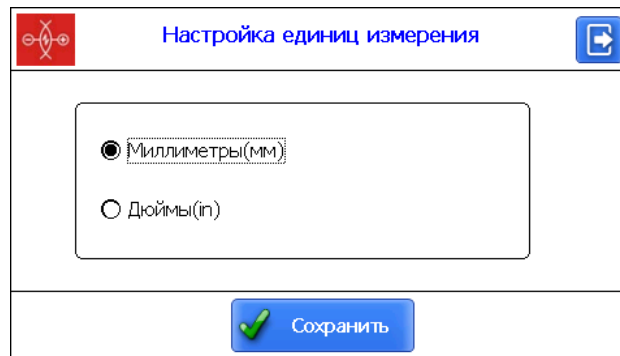 Настройка единиц измерения
Миллиметры(мм)
Дюймы(in)
Сохранить